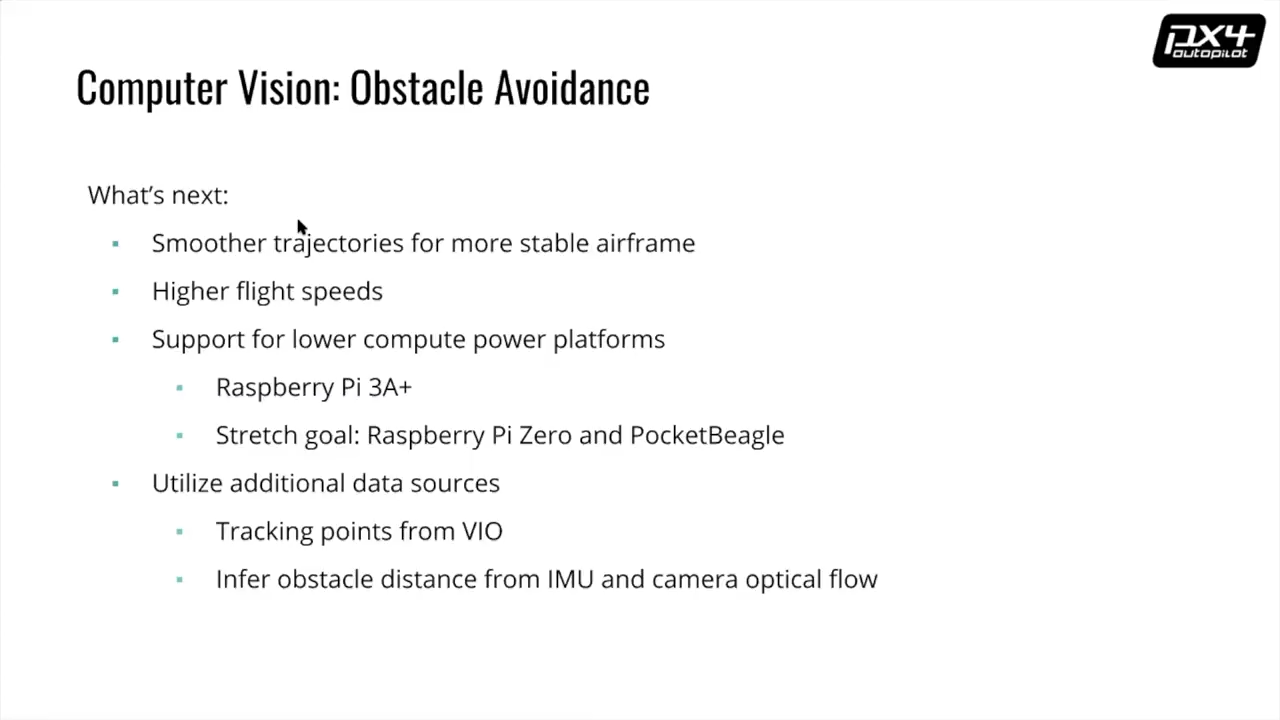 PX4
autopilot
Computer Vision: Obstacle Avoidance
What's next:
Smoother trajectories for more stable airframe
Higher flight speeds
Support for lower compute power platforms
Raspberry Pi 3A+
Stretch goal: Raspberry Pi Zero and PocketBeagle
Utilize additional data sources
Tracking points from VIO
Infer obstacle distance from IMU and camera optical flow